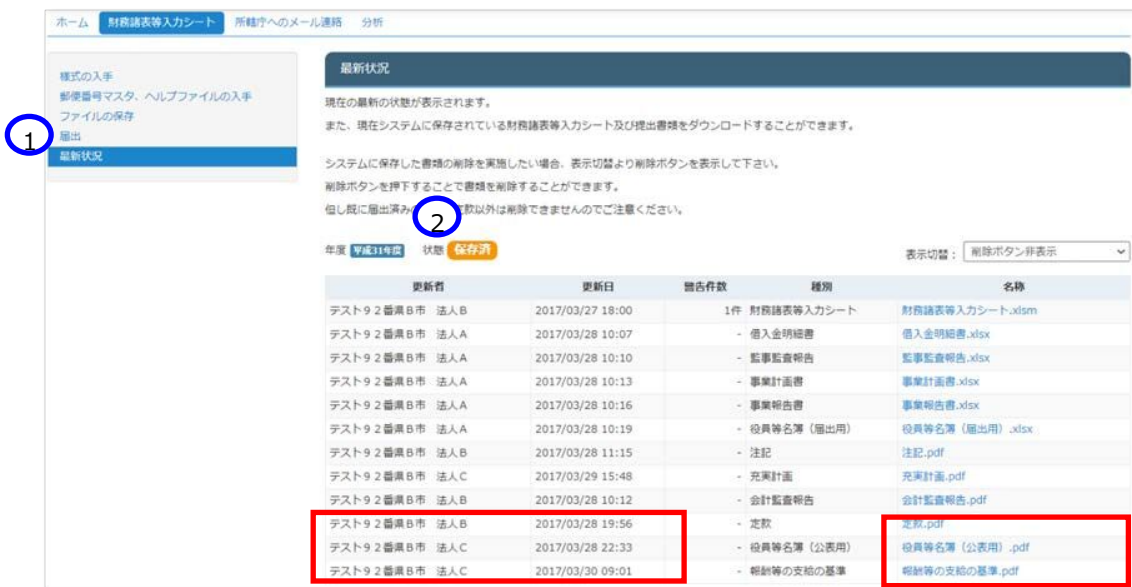 ホーム 財務諸表等入力シート 所轄庁へのメール連絡 分析
様式の入手
郵便番号マスタ、ヘルプファイルの入手
ファイルの保存
1
届出
最新状況
最新状況
現在の最新の状態が表示されます。
また、現在システムに保存されている財務諸表等入力シート及び提出書類をダウンロードすることができます。
システムに保存した書類の削除を実施したい場合、表示切替より削除ボタンを表示して下さい。
削除ボタンを押下することで書類を削除することができます。
但し既に届出済み 款以外は削除できませんのでご注意ください。
2
年度 平成31年度 状態 保存済 表示切替: 削除ボタン非表示
更新者 更新日 警告件数 種別 名称
テスト92番県B市 法人B 2017/03/27 18:00 1件 財務諸表等入力シート 財務諸表等入力シート.xlsm
テスト92番県B市 法人A 2017/03/28 10:07 - 借入金明細書 借入金明細書.xlsx
テスト92番県B市 法人A 2017/03/28 10:10 - 監事監査報告 監事監査報告.xlsx
テスト92番県B市 法人A 2017/03/28 10:13 - 事業計画書 事業計画書.xlsx
テスト92番県B市 法人A 2017/03/28 10:16 - 事業報告書 事業報告書.xlsx
テスト92番県B市 法人A 2017/03/28 10:19 - 役員等名簿(届出用) 役員等名簿(届出用).xlsx
テスト92番県B市 法人B 2017/03/28 11:15 - 注記 注記.pdf
テスト92番県B市 法人C 2017/03/29 15:48 - 充実計画 充実計画.pdf
テスト92番県B市 法人B 2017/03/28 10:12 - 会計監査報告 会計監査報告.pdf
テスト92番県B市 法人B 2017/03/28 19:56 - 定款 定款.pdf
テスト92番県B市 法人C 2017/03/28 22:33 - 役員等名簿(公表用) 役員等名簿(公表用).pdf
テスト92番県B市 法人C 2017/03/30 09:01 - 報酬等の支給の基準 報酬等の支給の基準.pdf